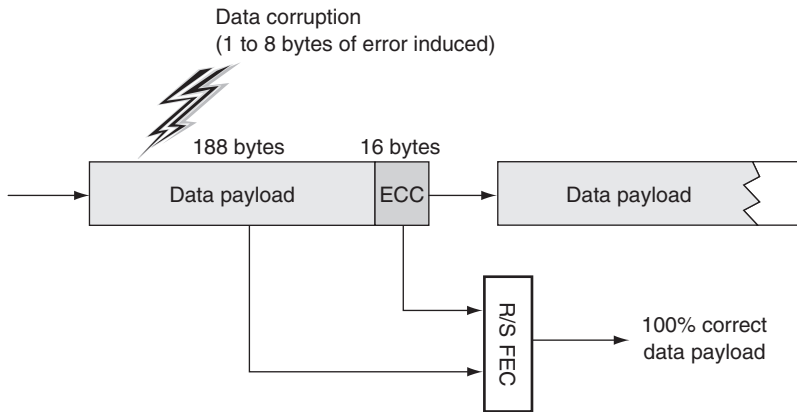 Data corruption
(1 to 8 bytes of error induced)
188 bytes
16 bytes
Data payload
ECC
Data payload
R/S FEC
100% correct
data payload